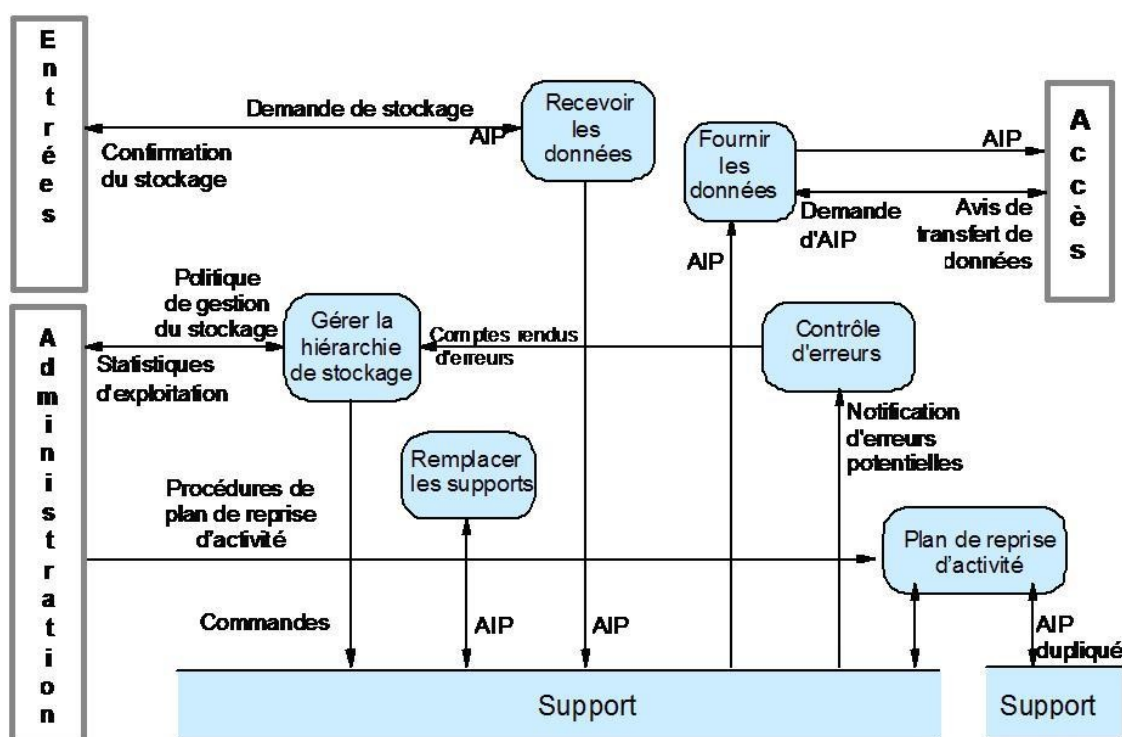 Entrées
Demande de stockage
AIP
Confirmation
du stockage
Recevoir
les
données
Fournir
les
données
AIP
Demande
d'AIP
Avis de
transfert de
données
Accès
AIP
Politique
de gestion
du stockage
Statistiques
d'exploitation
Gérer la
hiérarchie
de stockage
Comptes rendus
d'erreurs
Contrôle
d'erreurs
Notification
d'erreurs
potentielles
Administration
Remplacer
les supports
Procédures de
plan de reprise
d’activité
Plan de reprise
d’activité
Commandes
AIP
AIP
AIP
dupliqué
Support
Support